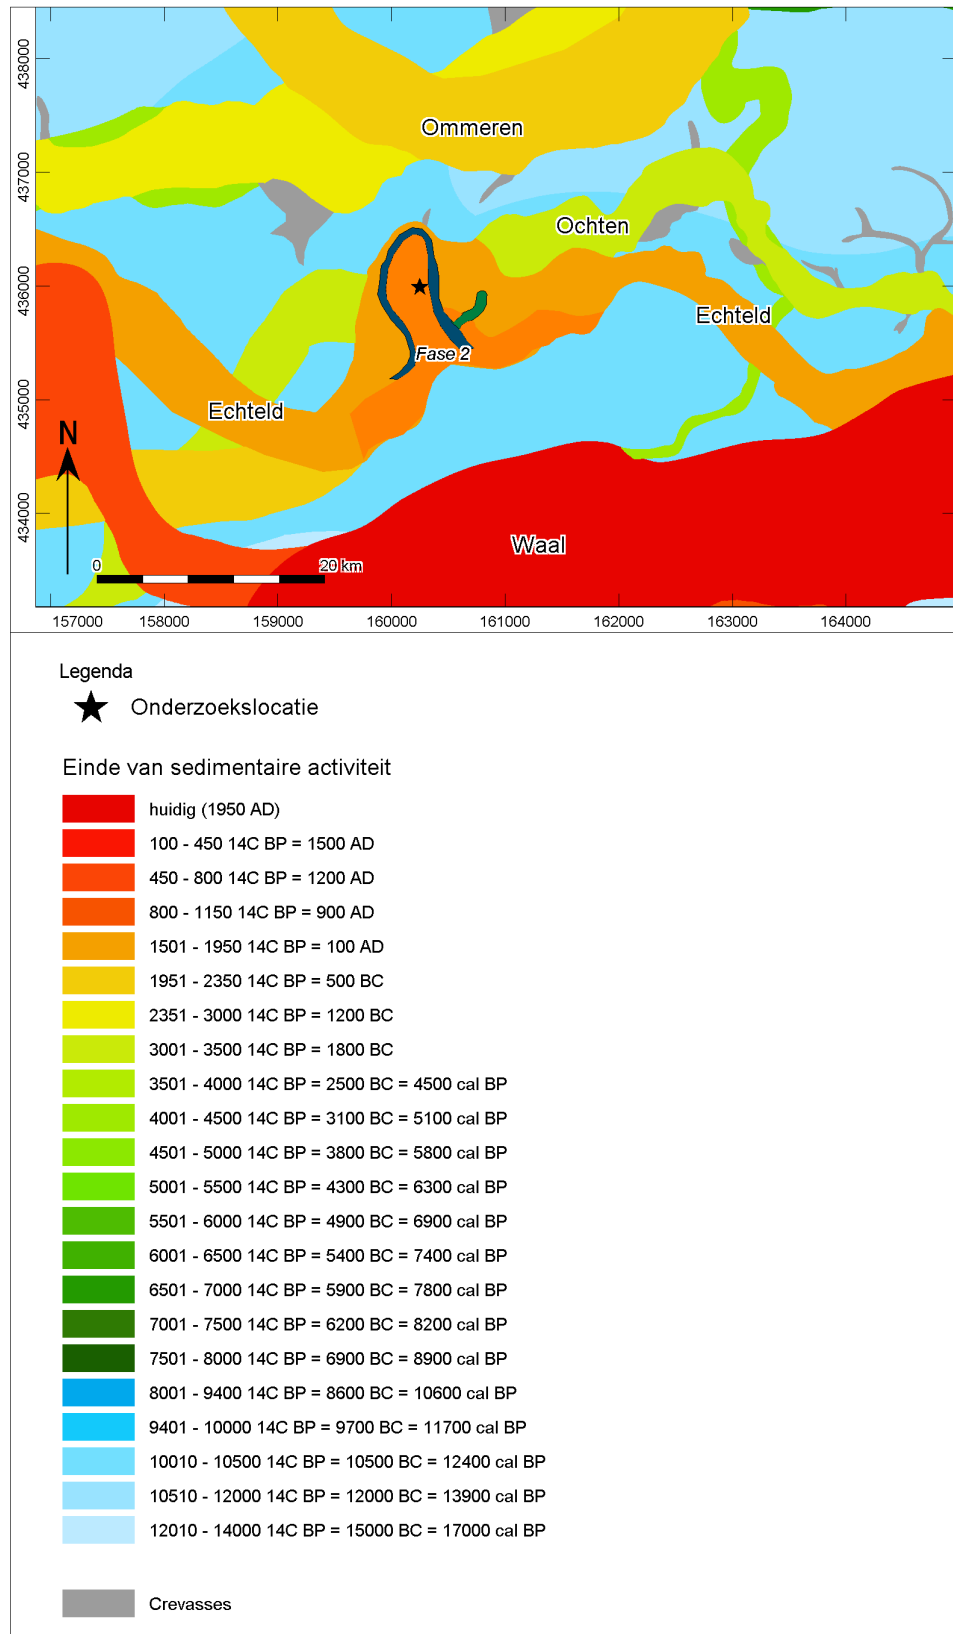 438000
437000
436000
435000
434000
Ommeren
Ochten
Echteld
Fase 2
Echteld
N
Waal
0 20 km
157000 158000 159000 160000 161000 162000 163000 164000
Legenda
Onderzoekslocatie
Einde van sedimentaire activiteit
huidig (1950 AD)
100 - 450 14C BP = 1500 AD
450 - 800 14C BP = 1200 AD
800 - 1150 14C BP = 900 AD
1501 - 1950 14C BP = 100 AD
1951 - 2350 14C BP = 500 BC
2351 - 3000 14C BP = 1200 BC
3001 - 3500 14C BP = 1800 BC
3501 - 4000 14C BP = 2500 BC = 4500 cal BP
4001 - 4500 14C BP = 3100 BC = 5100 cal BP
4501 - 5000 14C BP = 3800 BC = 5800 cal BP
5001 - 5500 14C BP = 4300 BC = 6300 cal BP
5501 - 6000 14C BP = 4900 BC = 6900 cal BP
6001 - 6500 14C BP = 5400 BC = 7400 cal BP
6501 - 7000 14C BP = 5900 BC = 7800 cal BP
7001 - 7500 14C BP = 6200 BC = 8200 cal BP
7501 - 8000 14C BP = 6900 BC = 8900 cal BP
8001 - 9400 14C BP = 8600 BC = 10600 cal BP
9401 - 10000 14C BP = 9700 BC = 11700 cal BP
10010 - 10500 14C BP = 10500 BC = 12400 cal BP
10510 - 12000 14C BP = 12000 BC = 13900 cal BP
12010 - 14000 14C BP = 15000 BC = 17000 cal BP
Crevasses